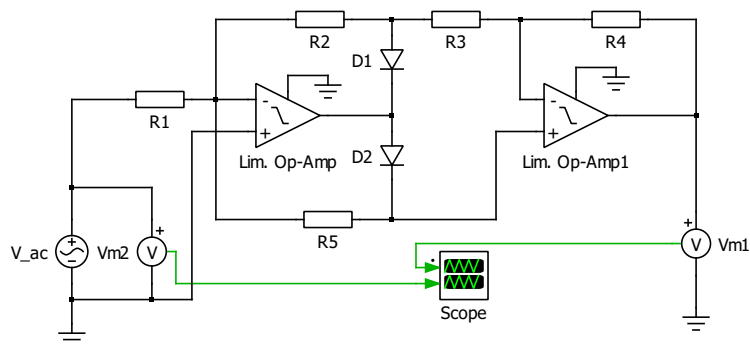 R2
R3
R4
D1
R1
Lim. Op-Amp
D2
Lim. Op-Amp1
R5
V_ac
Vm2
V
V
Vm1
Scope